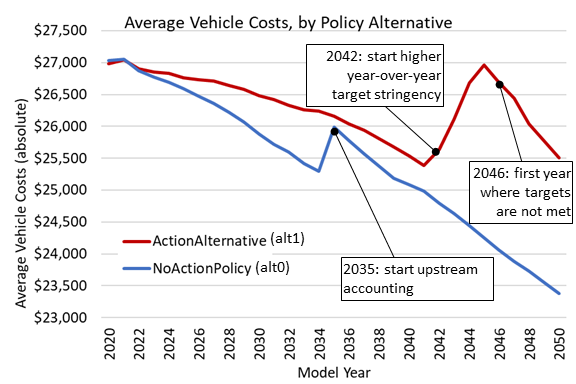 Average Vehicle Costs, by Policy Alternative
$27,500
$27,000
$26,500
$26,000
$25,500
$25,000
$24,500
$24,000
$23,500
$23,000
Average Vehicle Costs (absolute)
2042: start higher
year-over-year
target stringency
2046: first year
where targets
are not met
2035: start upstream
accounting
ActionAlternative (alt1)
NoActionPolicy (alt0)
2020
2022
2024
2026
2028
2030
2032
2034
2036
2038
2040
2042
2044
2046
2048
2050
Model Year